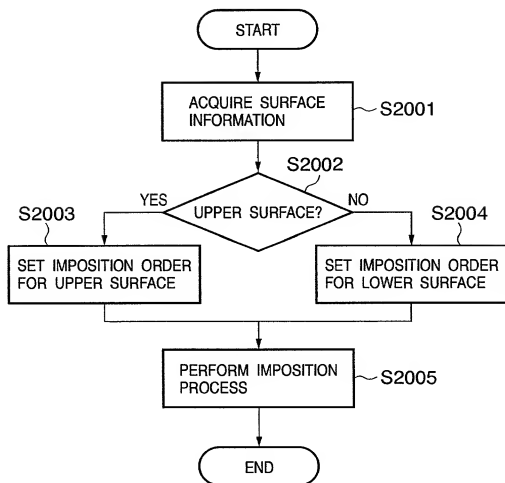 START
ACQUIRE SURFACE
INFORMATION
S2001
S2002
YES
UPPER SURFACE?
NO
S2003
S2004
SET IMPOSITION ORDER
FOR UPPER SURFACE
SET IMPOSITION ORDER
FOR LOWER SURFACE
PERFORM IMPOSITION
PROCESS
S2005
END